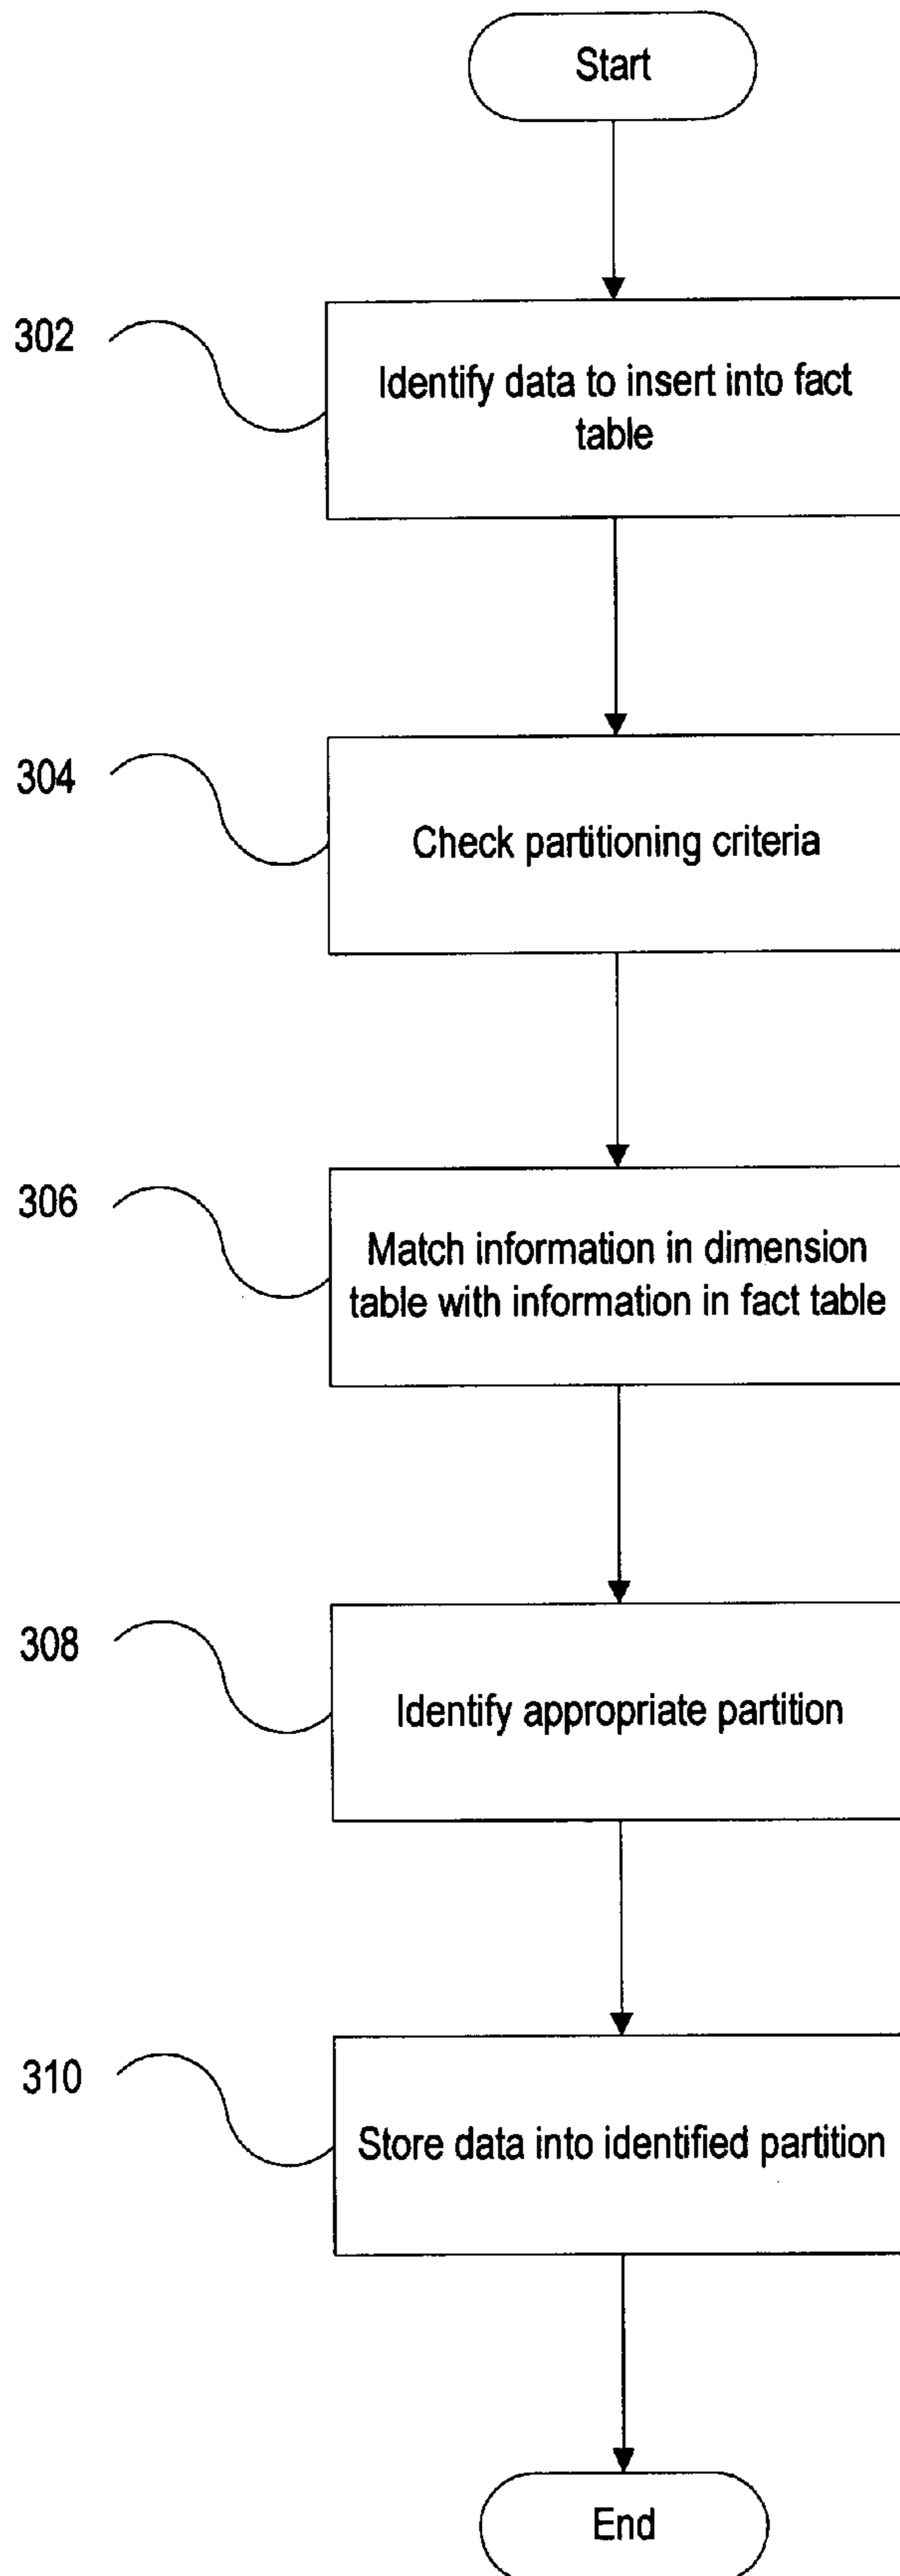 Start
302
Identify data to insert into fact
table
304
Check partitioning criteria
306
Match information in dimension
table with information in fact table
308
Identify appropriate partition
310
Store data into identified partition
End